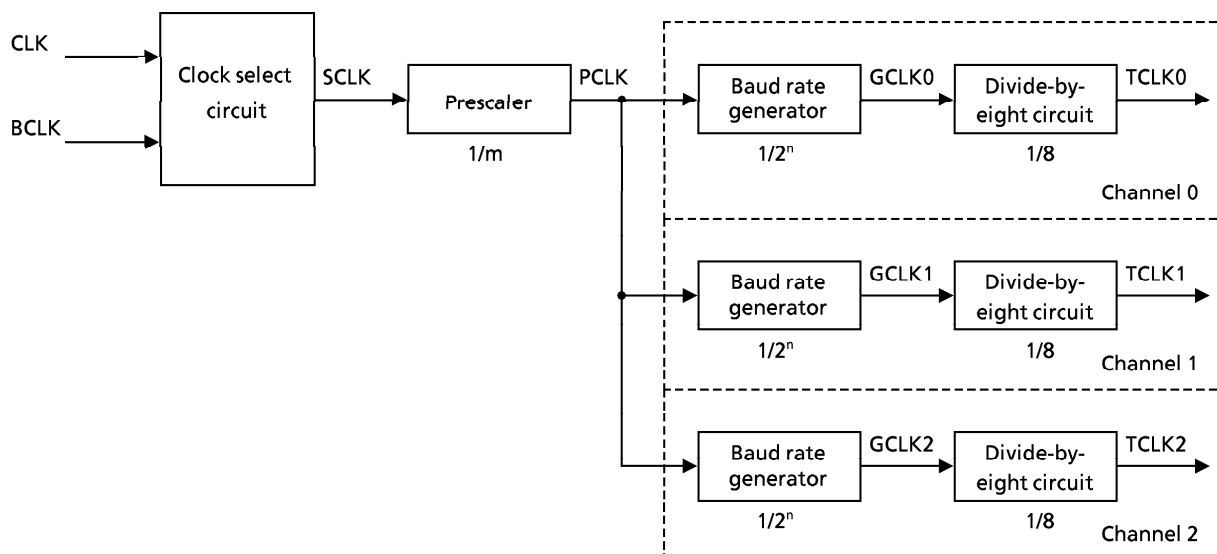 CLK
BCLK
Clock select
circuit
SCLK
Prescaler
1/m
PCLK
Baud rate
generator
1/2ⁿ
GCLK0
Divide-by-
eight circuit
1/8
TCLK0
Channel 0
Baud rate
generator
1/2ⁿ
GCLK1
Divide-by-
eight circuit
1/8
TCLK1
Channel 1
Baud rate
generator
1/2ⁿ
GCLK2
Divide-by-
eight circuit
1/8
TCLK2
Channel 2